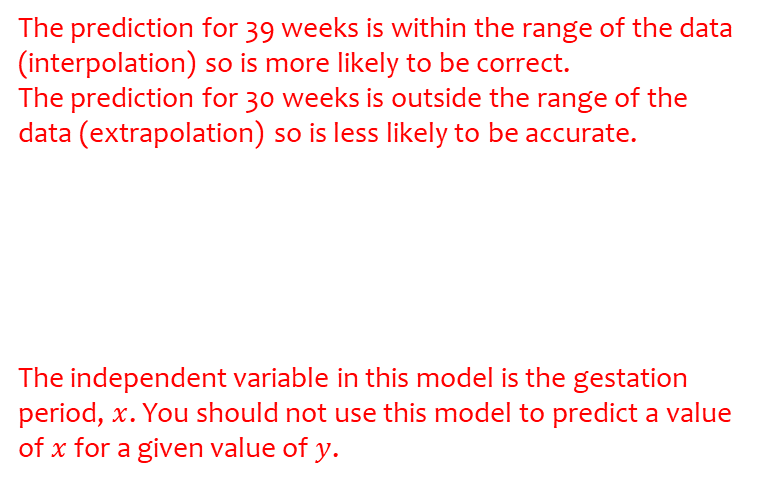 The prediction for 39 weeks is within the range of the data
(interpolation) so is more likely to be correct.
The prediction for 30 weeks is outside the range of the
data (extrapolation) so is less likely to be accurate.
The independent variable in this model is the gestation
period, x. You should not use this model to predict a value
of x for a given value of y.